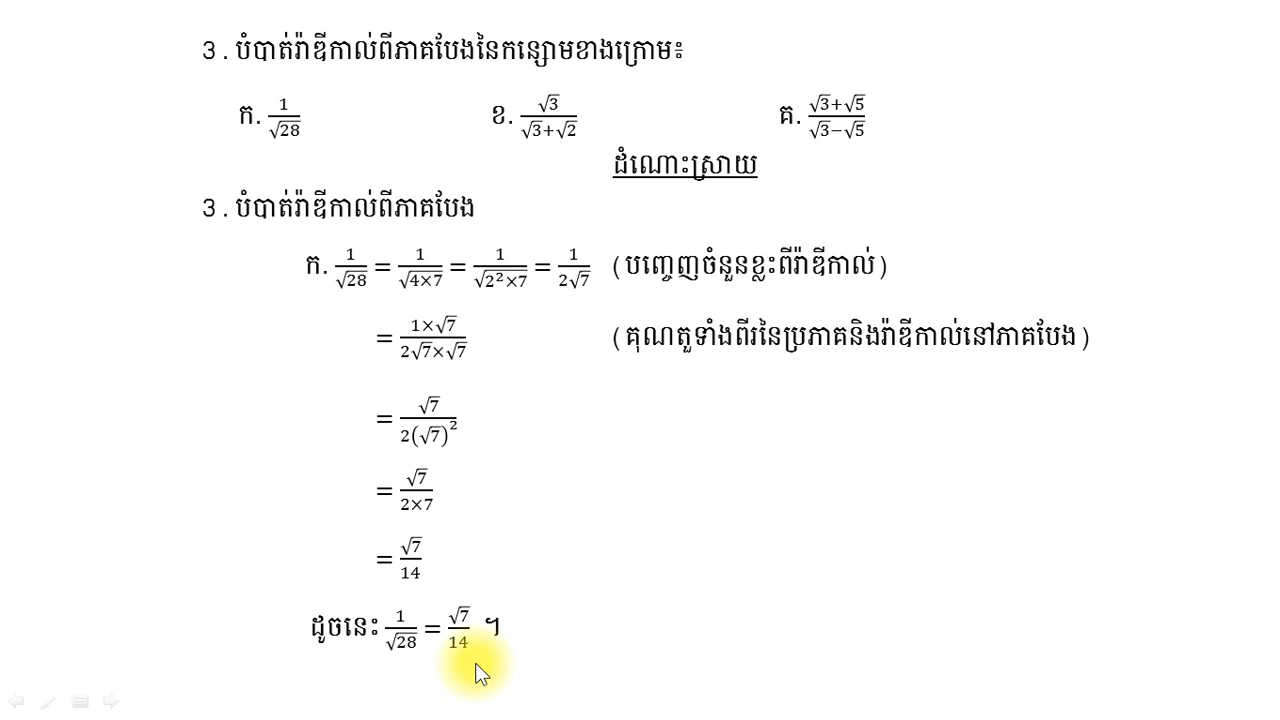 3 . បំបាត់រ៉ាឌីកាល់ពីភាគបែងនៃកន្សោមខាងក្រោម៖
ក. 1/√28 ខ. √3/(√3+√2) គ. (√3+√5)/(√3−√5)
ដំណោះស្រាយ
3 . បំបាត់រ៉ាឌីកាល់ពីភាគបែង
ក. 1/√28 = 1/√(4×7) = 1/√(2²×7) = 1/(2√7) (បញ្ចេញចំនួនខ្លះពីរ៉ាឌីកាល់)
= (1×√7)/(2√7×√7) (គុណតួទាំងពីរនៃប្រភាគនិងរ៉ាឌីកាល់នៅភាគបែង)
= √7/(2(√7)²)
= √7/(2×7)
= √7/14
ដូចនេះ 1/√28 = √7/14 ។